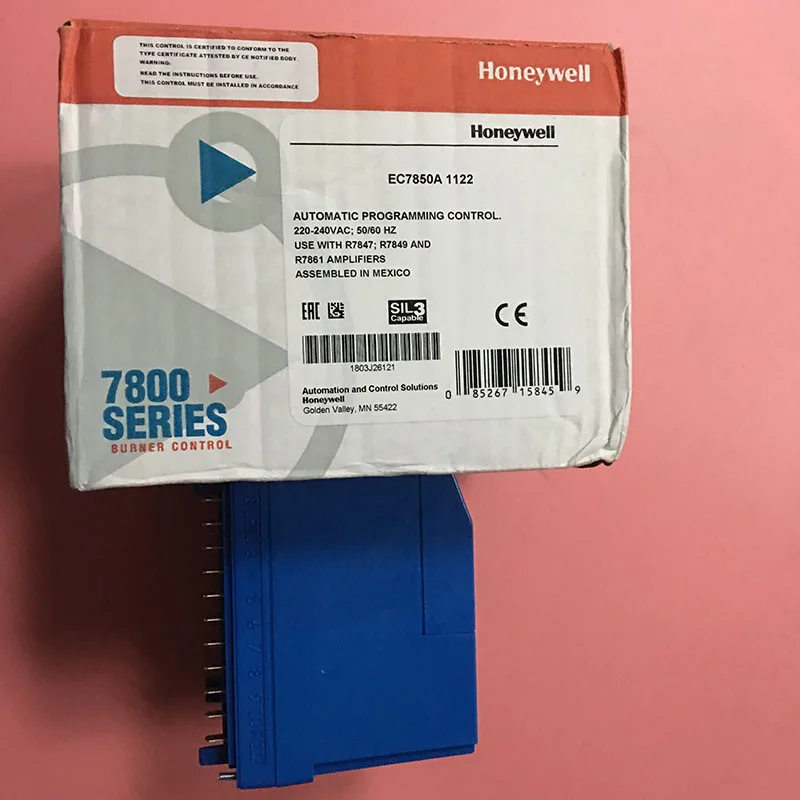 THIS CONTROL IS CERTIFIED TO CONFORM TO THE
TYPE CERTIFICATE ATTESTED BY CE NOTIFIED BODY.
WARNING:
READ THE INSTRUCTIONS BEFORE USE.
THIS CONTROL MUST BE INSTALLED IN ACCORDANCE
Honeywell
Honeywell
EC7850A 1122
AUTOMATIC PROGRAMMING CONTROL.
220-240VAC; 50/60 HZ
USE WITH R7847; R7849 AND
R7861 AMPLIFIERS
ASSEMBLED IN MEXICO
EAC
SIL 3
Capable
CE
1803J26121
Automation and Control Solutions
Honeywell
Golden Valley, MN 55422
0 85267 15845 9
7800
SERIES
BURNER CONTROL